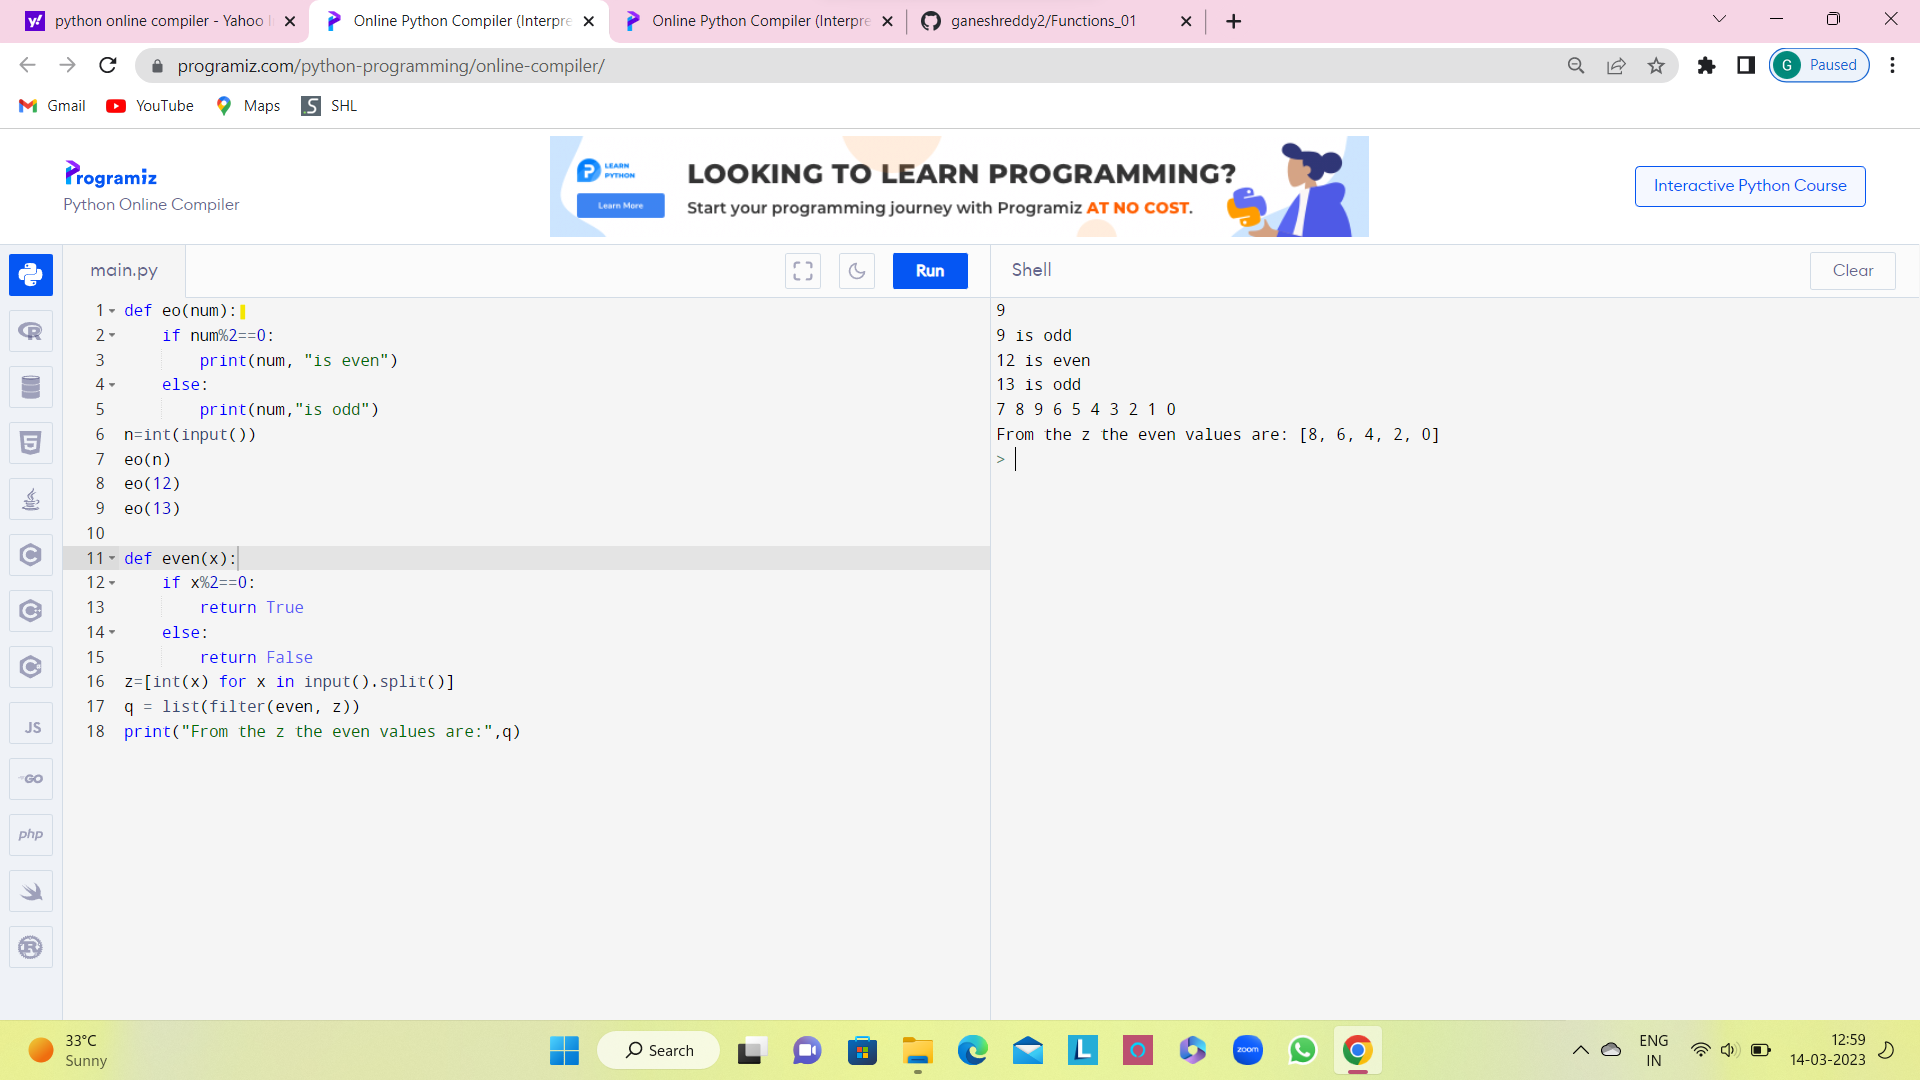 python online compiler - Yahoo
Online Python Compiler (Interpre
Online Python Compiler (Interpre
ganeshreddy2/Functions_01
programiz.com/python-programming/online-compiler/
G Paused
Gmail YouTube Maps SHL
Programiz
Python Online Compiler
LEARN PYTHON
Learn More
LOOKING TO LEARN PROGRAMMING?
Start your programming journey with Programiz AT NO COST.
Interactive Python Course
main.py
Run
Shell
Clear
1 def eo(num):
2     if num%2==0:
3         print(num, "is even")
4     else:
5         print(num,"is odd")
6 n=int(input())
7 eo(n)
8 eo(12)
9 eo(13)
10
11 def even(x):
12     if x%2==0:
13         return True
14     else:
15         return False
16 z=[int(x) for x in input().split()]
17 q = list(filter(even, z))
18 print("From the z the even values are:",q)
9
9 is odd
12 is even
13 is odd
7 8 9 6 5 4 3 2 1 0
From the z the even values are: [8, 6, 4, 2, 0]
>
R
5
C
C
C
JS
GO
php
R
33°C
Sunny
Search
L
zoom
ENG
IN
12:59
14-03-2023